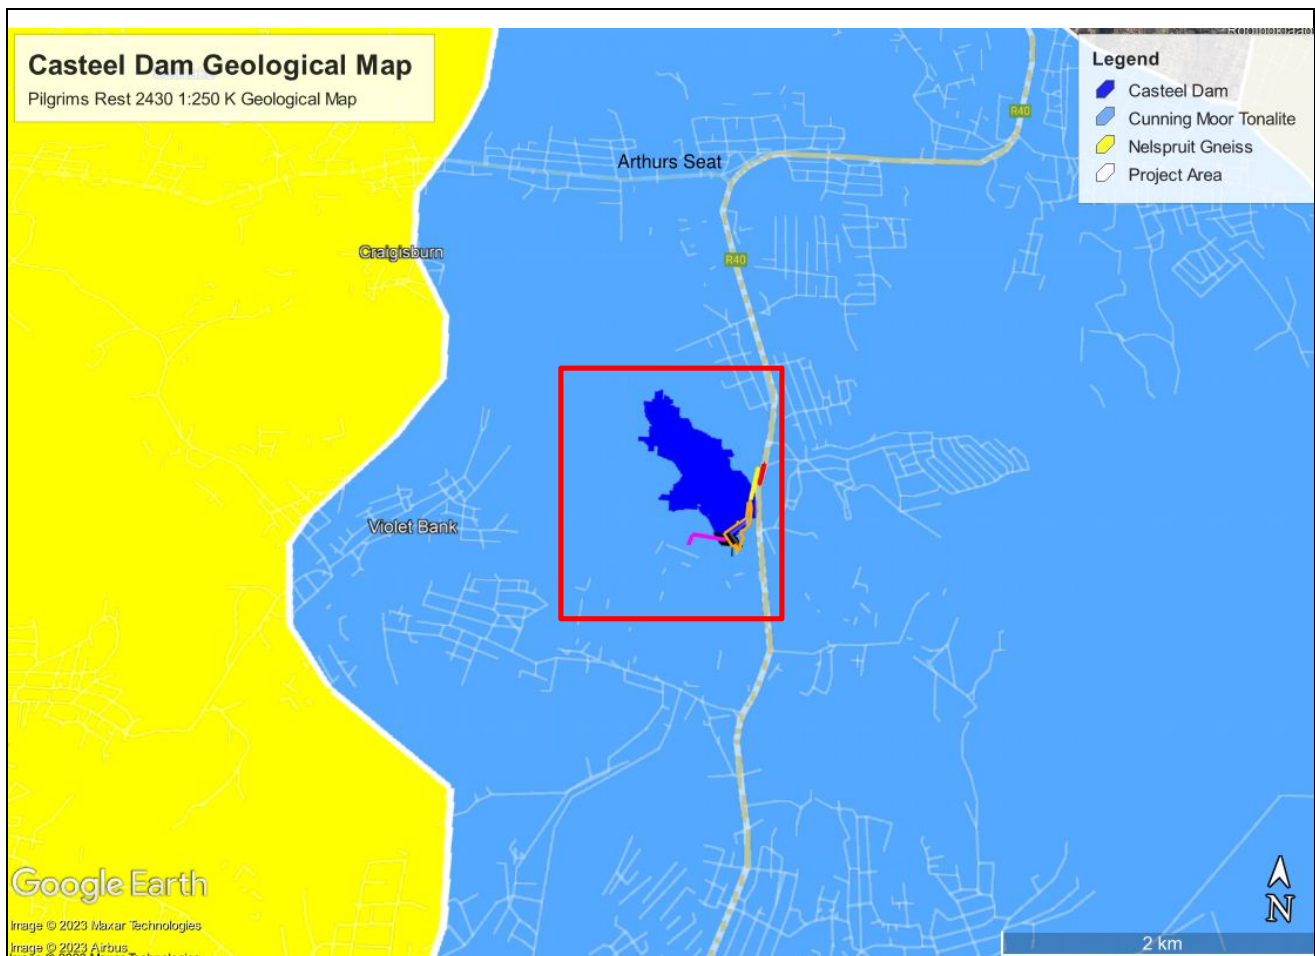 Casteel Dam Geological Map
Pilgrims Rest 2430 1:250 K Geological Map
Legend
Casteel Dam
Cunning Moor Tonalite
Nelspruit Gneiss
Project Area
R40
Arthurs Seat
Craigisburn
R40
Violet Bank
Google Earth
Image © 2023 Maxar Technologies
Image © 2023 Airbus
N
2 km